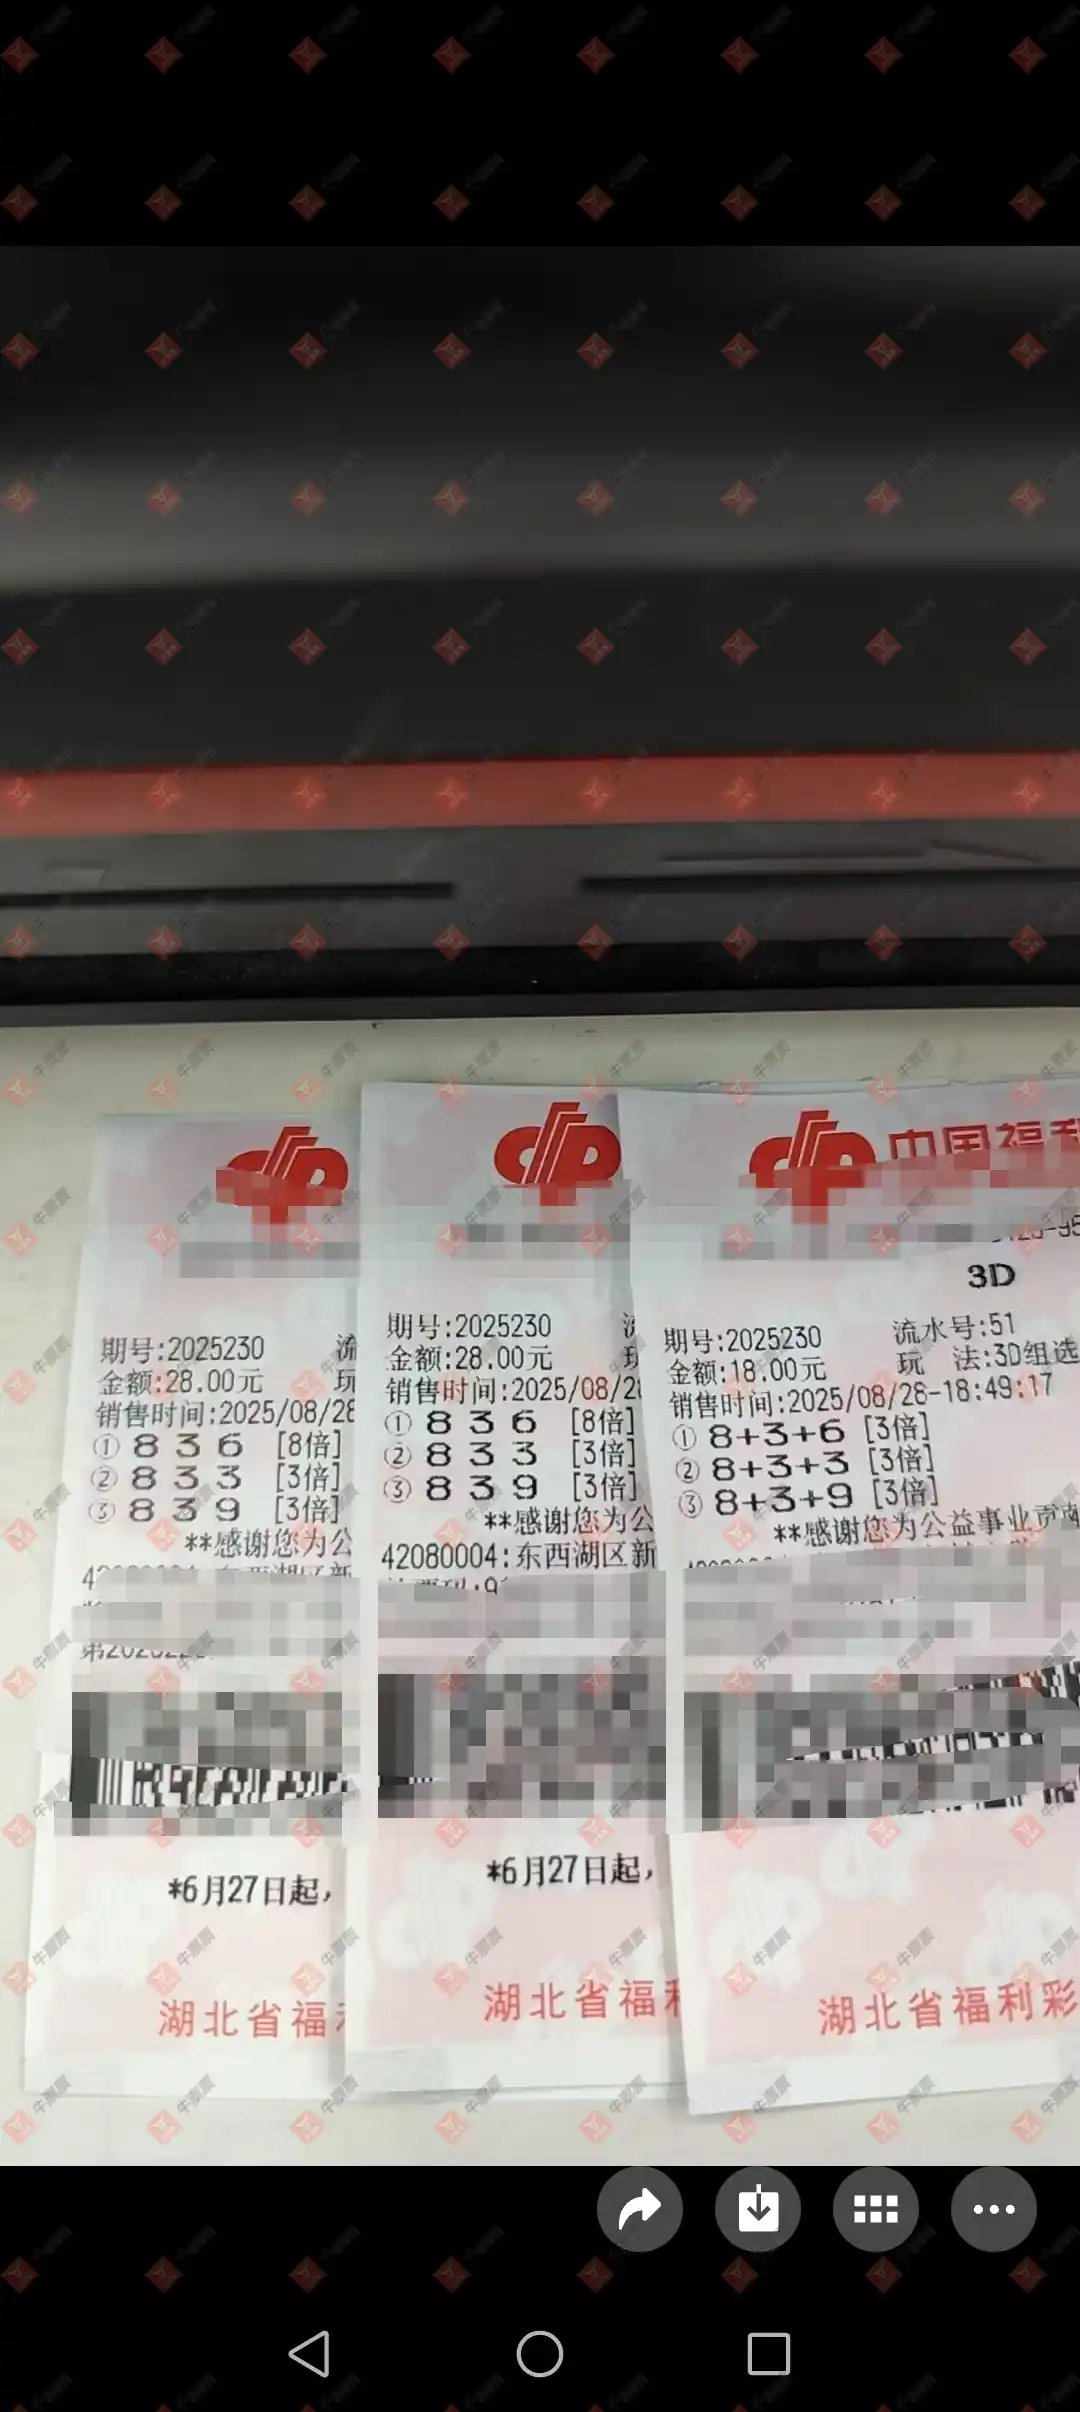 期号:2025230
金额:28.00元
销售时间:2025/08/28
① 8 3 6 [8倍]
② 8 3 3 [3倍]
③ 8 3 9 [3倍]
**感谢您为公
*6月27日起,
湖北省福
期号:2025230
金额:28.00元
销售时间:2025/08/2
① 8 3 6 [8倍]
② 8 3 3 [3倍]
③ 8 3 9 [3倍]
**感谢您为公
42080004:东西湖区新
*6月27日起,
湖北省福利
中国福利
3D
期号:2025230 流水号:51
金额:18.00元 玩 法:3D组选
销售时间:2025/08/28-18:49:17
① 8+3+6 [3倍]
② 8+3+3 [3倍]
③ 8+3+9 [3倍]
**感谢您为公益事业贡献
湖北省福利彩
牛票票